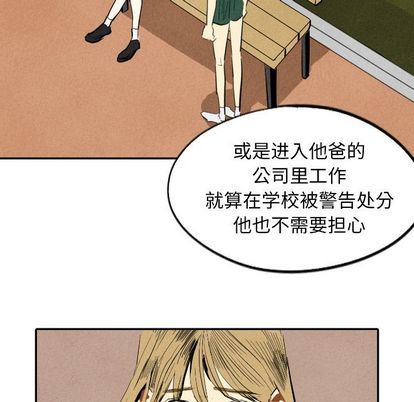 或是进入他爸的
公司里工作
就算在学校被警告处分
他也不需要担心